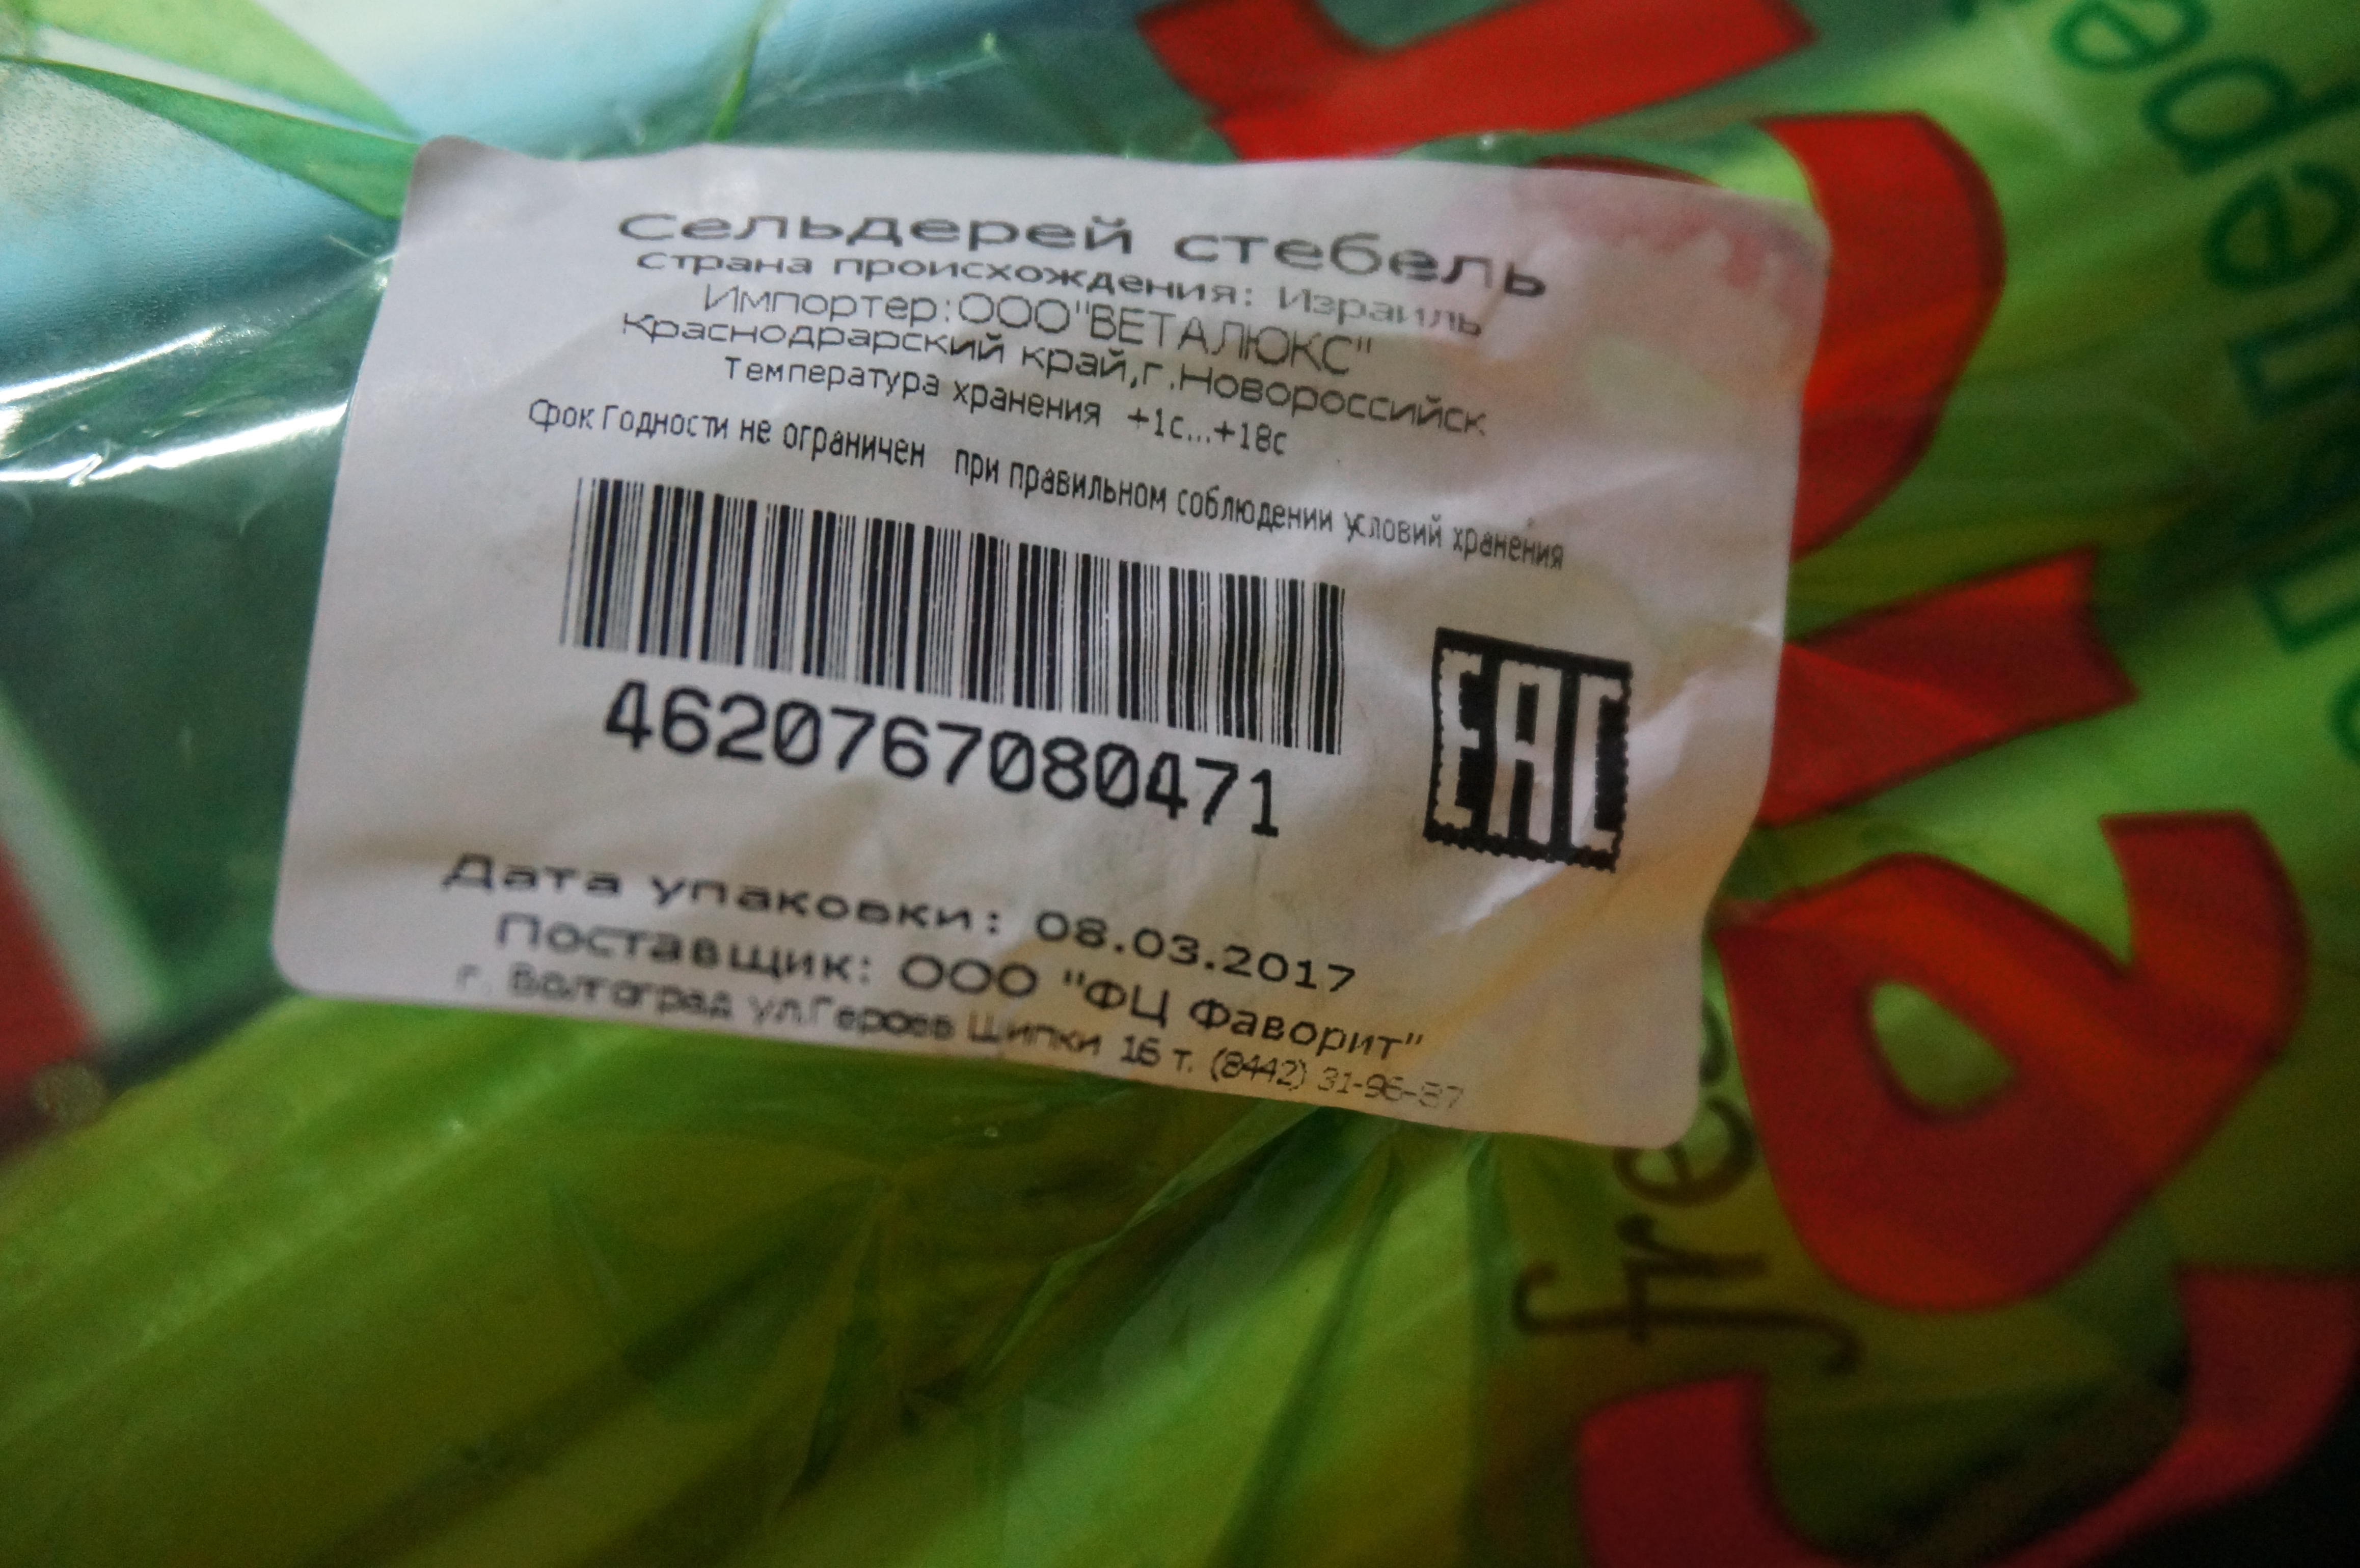 Сельдерей стебель
страна происхождения: Израиль
Импортер:ООО"ВЕТАЛЮКС"
Краснодрарский край,г.Новороссийск
Температура хранения +1с...+18с
Срок Годности не ограничен при правильном соблюдении условий хранения
4620767080471
EAC
Дата упаковки: 08.03.2017
Поставщик: ООО "ФЦ Фаворит"
г. Волгоград ул.Героев Шипки 16 т. (8442) 31-96-87